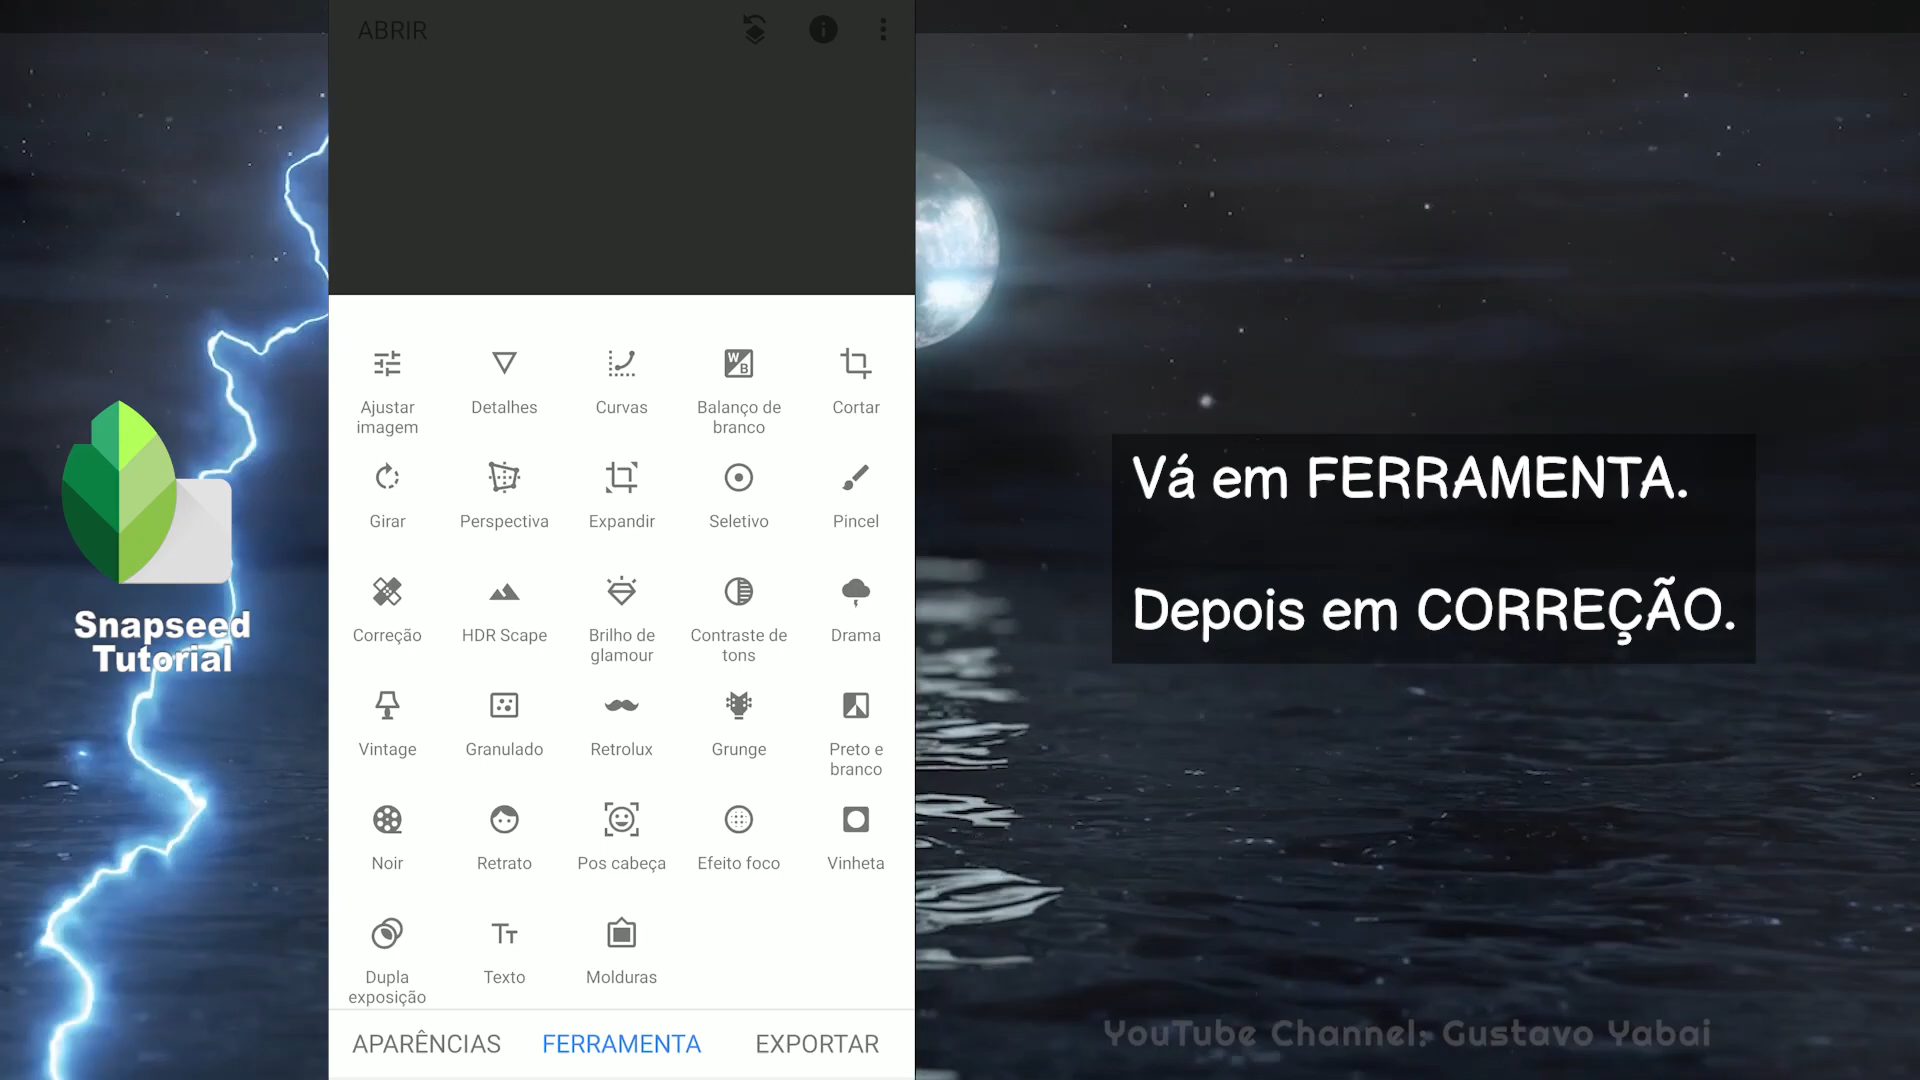 ABRIR
Ajustar imagem
Detalhes
Curvas
WB
Balanço de branco
Cortar
Girar
Perspectiva
Expandir
Seletivo
Pincel
Correção
HDR Scape
Brilho de glamour
Contraste de tons
Drama
Vintage
Granulado
Retrolux
Grunge
Preto e branco
Noir
Retrato
Pos cabeça
Efeito foco
Vinheta
Dupla exposição
Texto
Molduras
APARÊNCIAS
FERRAMENTA
EXPORTAR
Snapseed
Tutorial
Vá em FERRAMENTA.
Depois em CORREÇÃO.
YouTube Channel: Gustavo Yabai